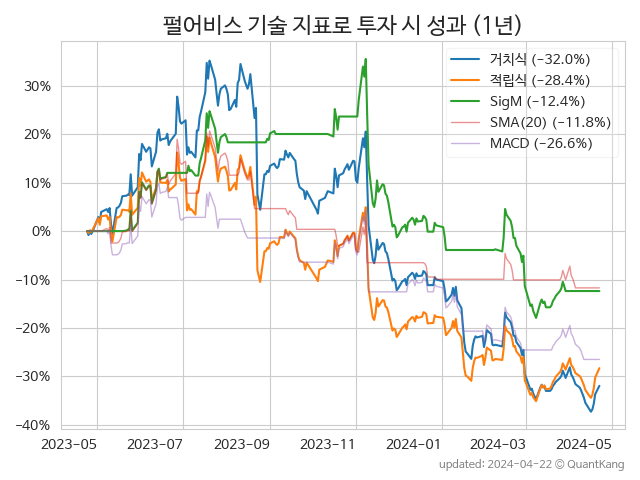 펄어비스 기술 지표로 투자 시 성과 (1년)
거치식 (−32.0%)
적립식 (−28.4%)
SigM (−12.4%)
SMA(20) (−11.8%)
MACD (−26.6%)
30%
20%
10%
0%
−10%
−20%
−30%
−40%
2023−05 2023−07 2023−09 2023−11 2024−01 2024−03 2024−05
updated: 2024−04−22 © QuantKang